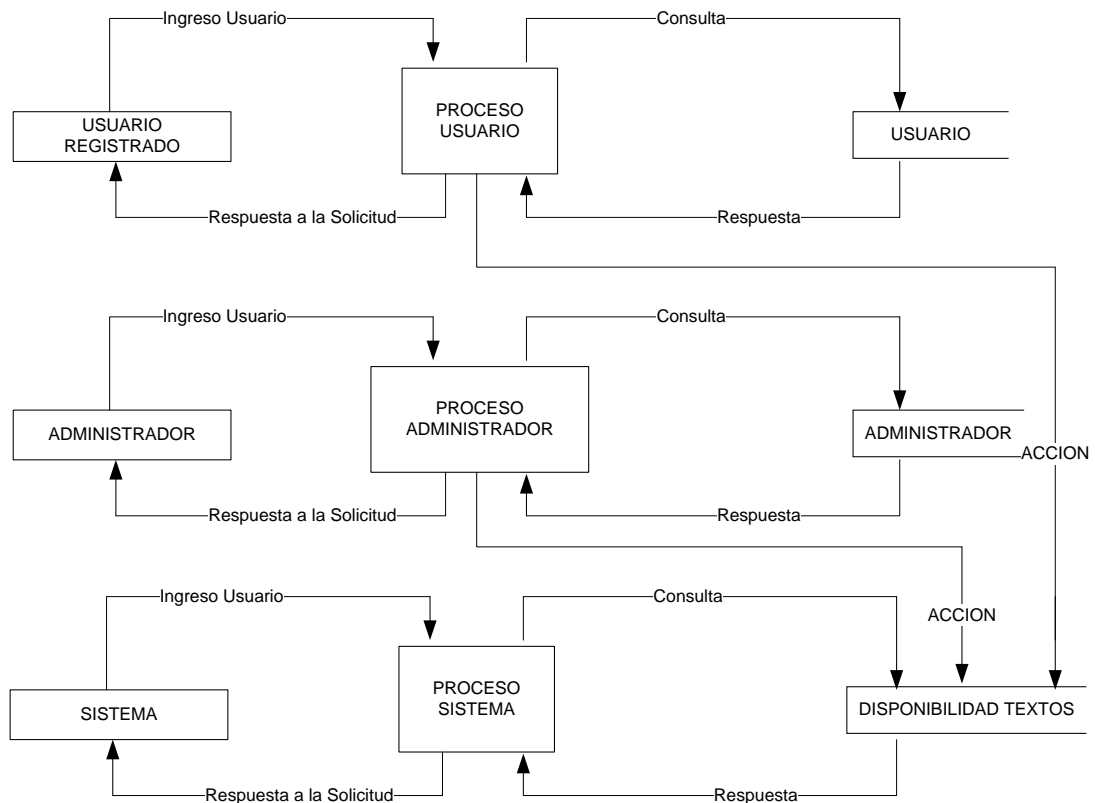 Ingreso Usuario
Consulta
USUARIO
REGISTRADO
PROCESO
USUARIO
USUARIO
Respuesta a la Solicitud
Respuesta
Ingreso Usuario
Consulta
ADMINISTRADOR
PROCESO
ADMINISTRADOR
ADMINISTRADOR
ACCION
Respuesta a la Solicitud
Respuesta
Ingreso Usuario
Consulta
ACCION
SISTEMA
PROCESO
SISTEMA
DISPONIBILIDAD TEXTOS
Respuesta a la Solicitud
Respuesta